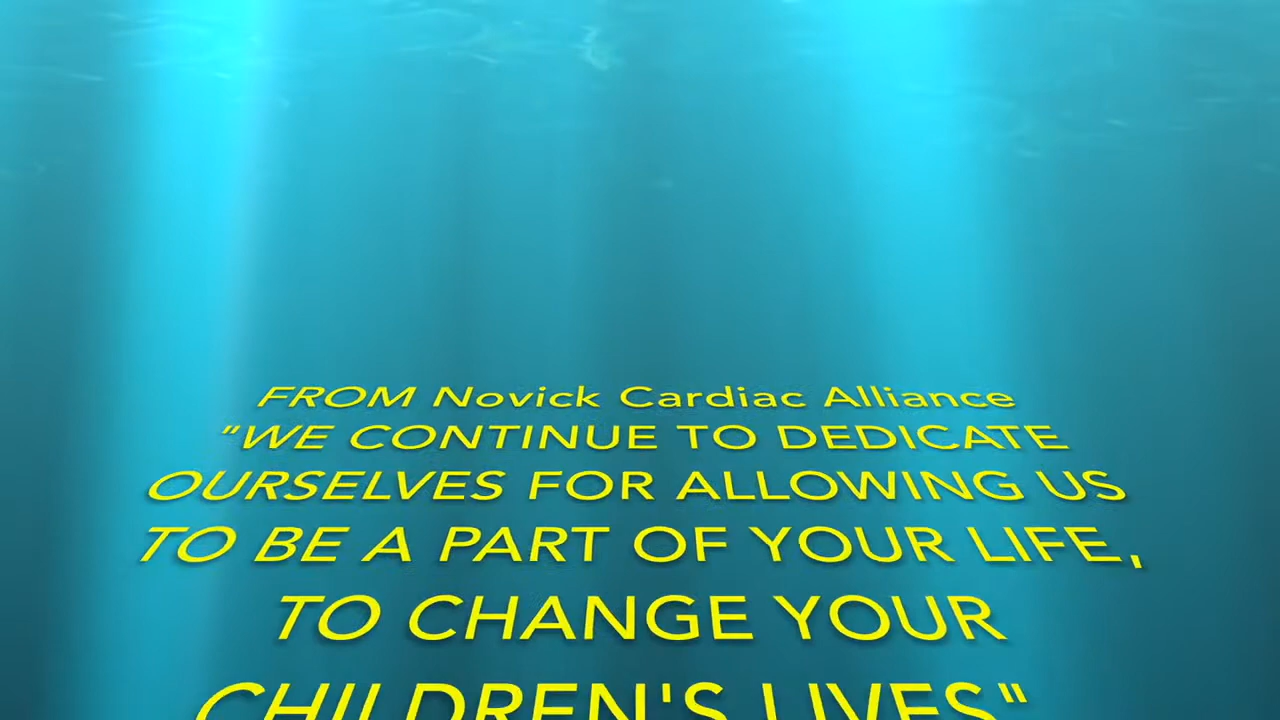 FROM Novick Cardiac Alliance
"WE CONTINUE TO DEDICATE
OURSELVES FOR ALLOWING US
TO BE A PART OF YOUR LIFE,
TO CHANGE YOUR
CHILDREN'S LIVES"